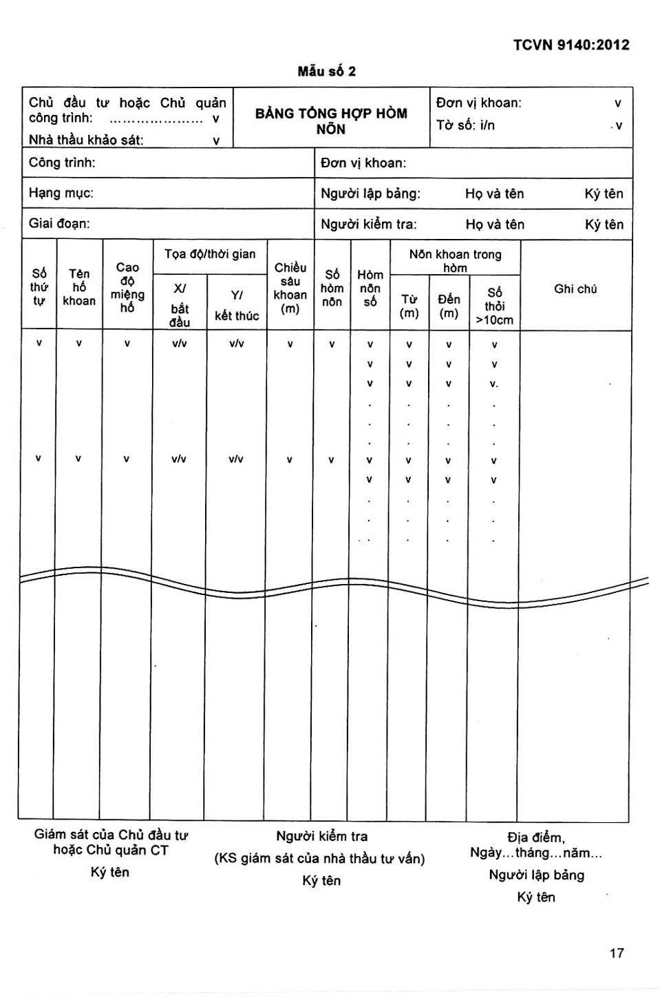 TCVN 9140:2012
Mẫu số 2
Chủ đầu tư hoặc Chủ quản
công trình: ..................... v
Nhà thầu khảo sát: v
BẢNG TỔNG HỢP HÒM
NÕN
Đơn vị khoan: v
Tờ số: i/n v
Công trình:
Đơn vị khoan:
Hạng mục:
Người lập bảng: Họ và tên Ký tên
Giai đoạn:
Người kiểm tra: Họ và tên Ký tên
Số
thứ
tự
Tên
hố
khoan
Cao
độ
miệng
hố
Tọa độ/thời gian
X/
bắt
đầu
Y/
kết thúc
Chiều
sâu
khoan
(m)
Số
hòm
nõn
Hòm
nõn
số
Nõn khoan trong
hòm
Từ
(m)
Đến
(m)
Số
thỏi
>10cm
Ghi chú
v v v v/v v/v v v v v v v
v v v v
v v v v.
. . . .
. . . .
. . . .
v v v v/v v/v v v v v v v
v v v v
. . . .
. . . .
. . . .
Giám sát của Chủ đầu tư
hoặc Chủ quản CT
Ký tên
Người kiểm tra
(KS giám sát của nhà thầu tư vấn)
Ký tên
Địa điểm,
Ngày...tháng...năm...
Người lập bảng
Ký tên
17